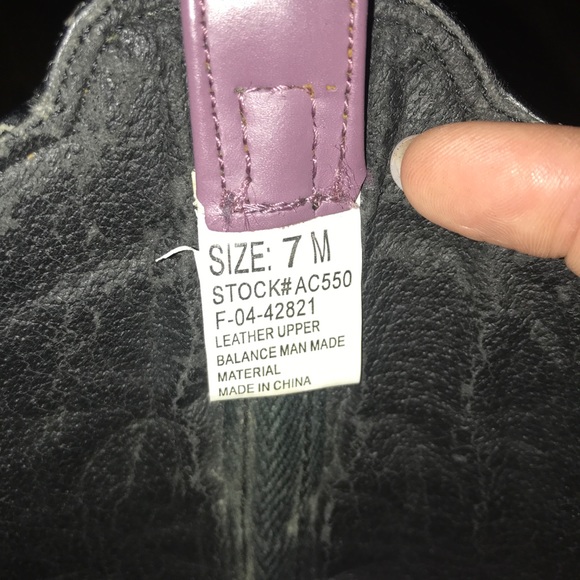 SIZE: 7 M
STOCK#AC550
F-04-42821
LEATHER UPPER
BALANCE MAN MADE
MATERIAL
MADE IN CHINA